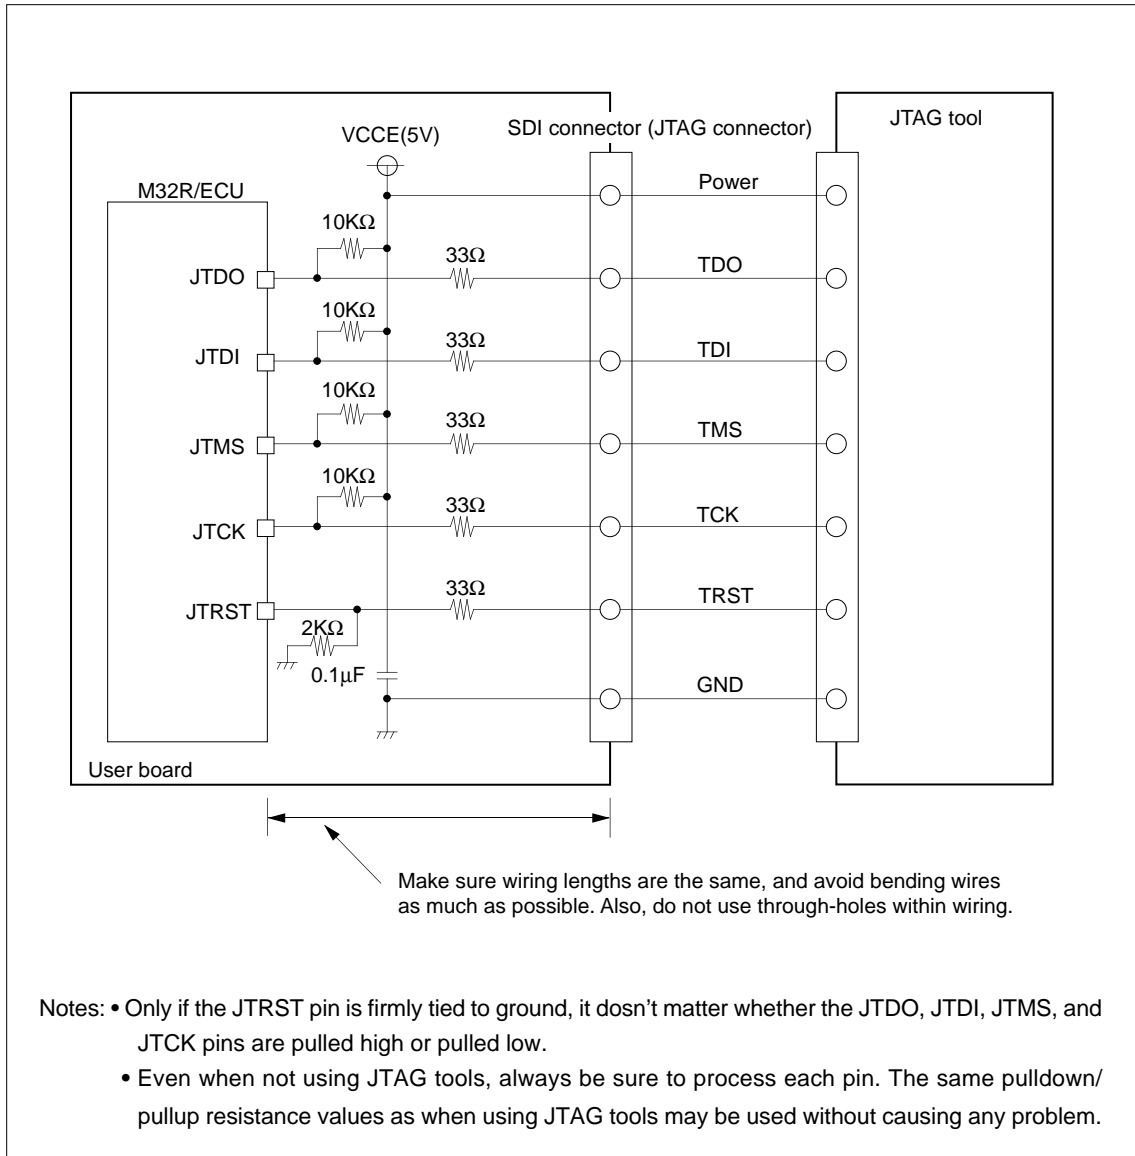 SDI connector (JTAG connector)
JTAG tool
VCCE(5V)
M32R/ECU
Power
10KΩ
33Ω
JTDO
TDO
10KΩ
33Ω
JTDI
TDI
10KΩ
33Ω
JTMS
TMS
10KΩ
33Ω
JTCK
TCK
33Ω
JTRST
TRST
2KΩ
0.1μF
GND
User board
Make sure wiring lengths are the same, and avoid bending wires
as much as possible. Also, do not use through-holes within wiring.
Notes: • Only if the JTRST pin is firmly tied to ground, it dosn't matter whether the JTDO, JTDI, JTMS, and
JTCK pins are pulled high or pulled low.
• Even when not using JTAG tools, always be sure to process each pin. The same pulldown/
pullup resistance values as when using JTAG tools may be used without causing any problem.